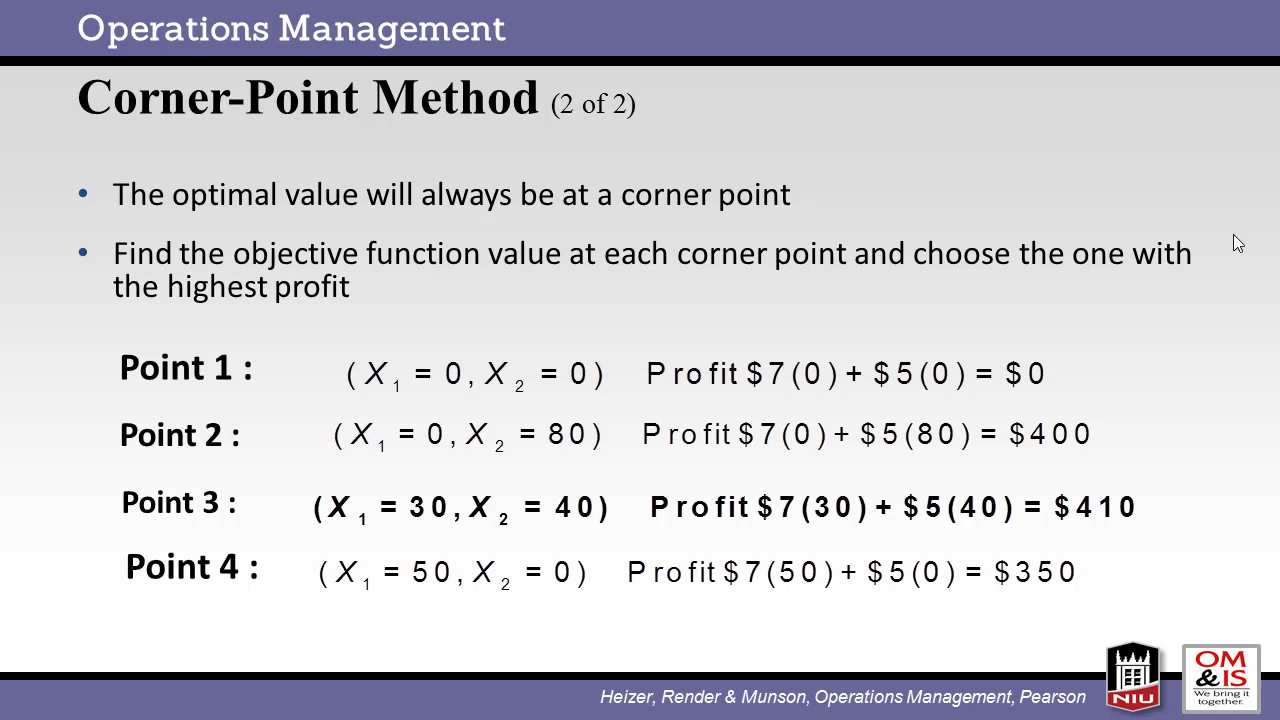 Operations Management
Corner-Point Method (2 of 2)
• The optimal value will always be at a corner point
• Find the objective function value at each corner point and choose the one with
the highest profit
Point 1 : (X₁ = 0, X₂ = 0) Profit $7(0) + $5(0) = $0
Point 2 : (X₁ = 0, X₂ = 80) Profit $7(0) + $5(80) = $400
Point 3 : (X₁ = 30, X₂ = 40) Profit $7(30) + $5(40) = $410
Point 4 : (X₁ = 50, X₂ = 0) Profit $7(50) + $5(0) = $350
Heizer, Render & Munson, Operations Management, Pearson
NIU
OM
&IS
We bring it
together.